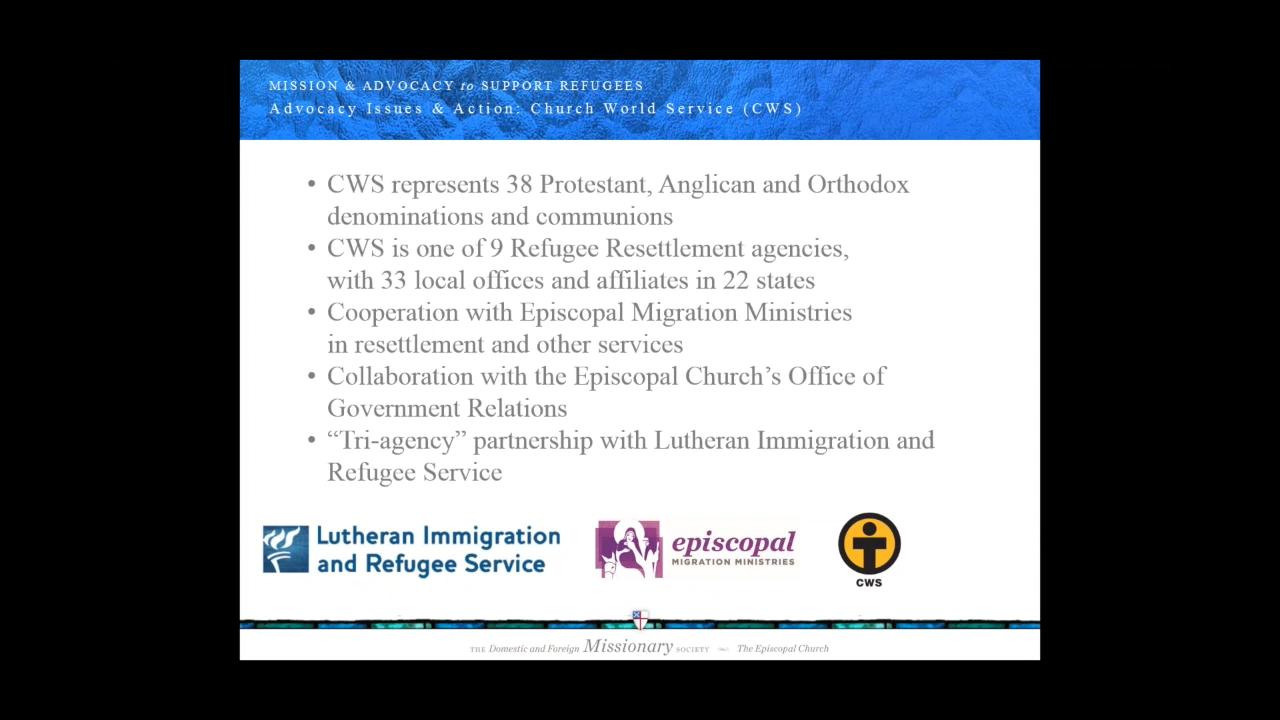 MISSION & ADVOCACY to SUPPORT REFUGEES
Advocacy Issues & Action: Church World Service (CWS)
• CWS represents 38 Protestant, Anglican and Orthodox
denominations and communions
• CWS is one of 9 Refugee Resettlement agencies,
with 33 local offices and affiliates in 22 states
• Cooperation with Episcopal Migration Ministries
in resettlement and other services
• Collaboration with the Episcopal Church’s Office of
Government Relations
• “Tri-agency” partnership with Lutheran Immigration and
Refugee Service
Lutheran Immigration
and Refugee Service
episcopal
MIGRATION MINISTRIES
CWS
THE Domestic and Foreign Missionary SOCIETY The Episcopal Church